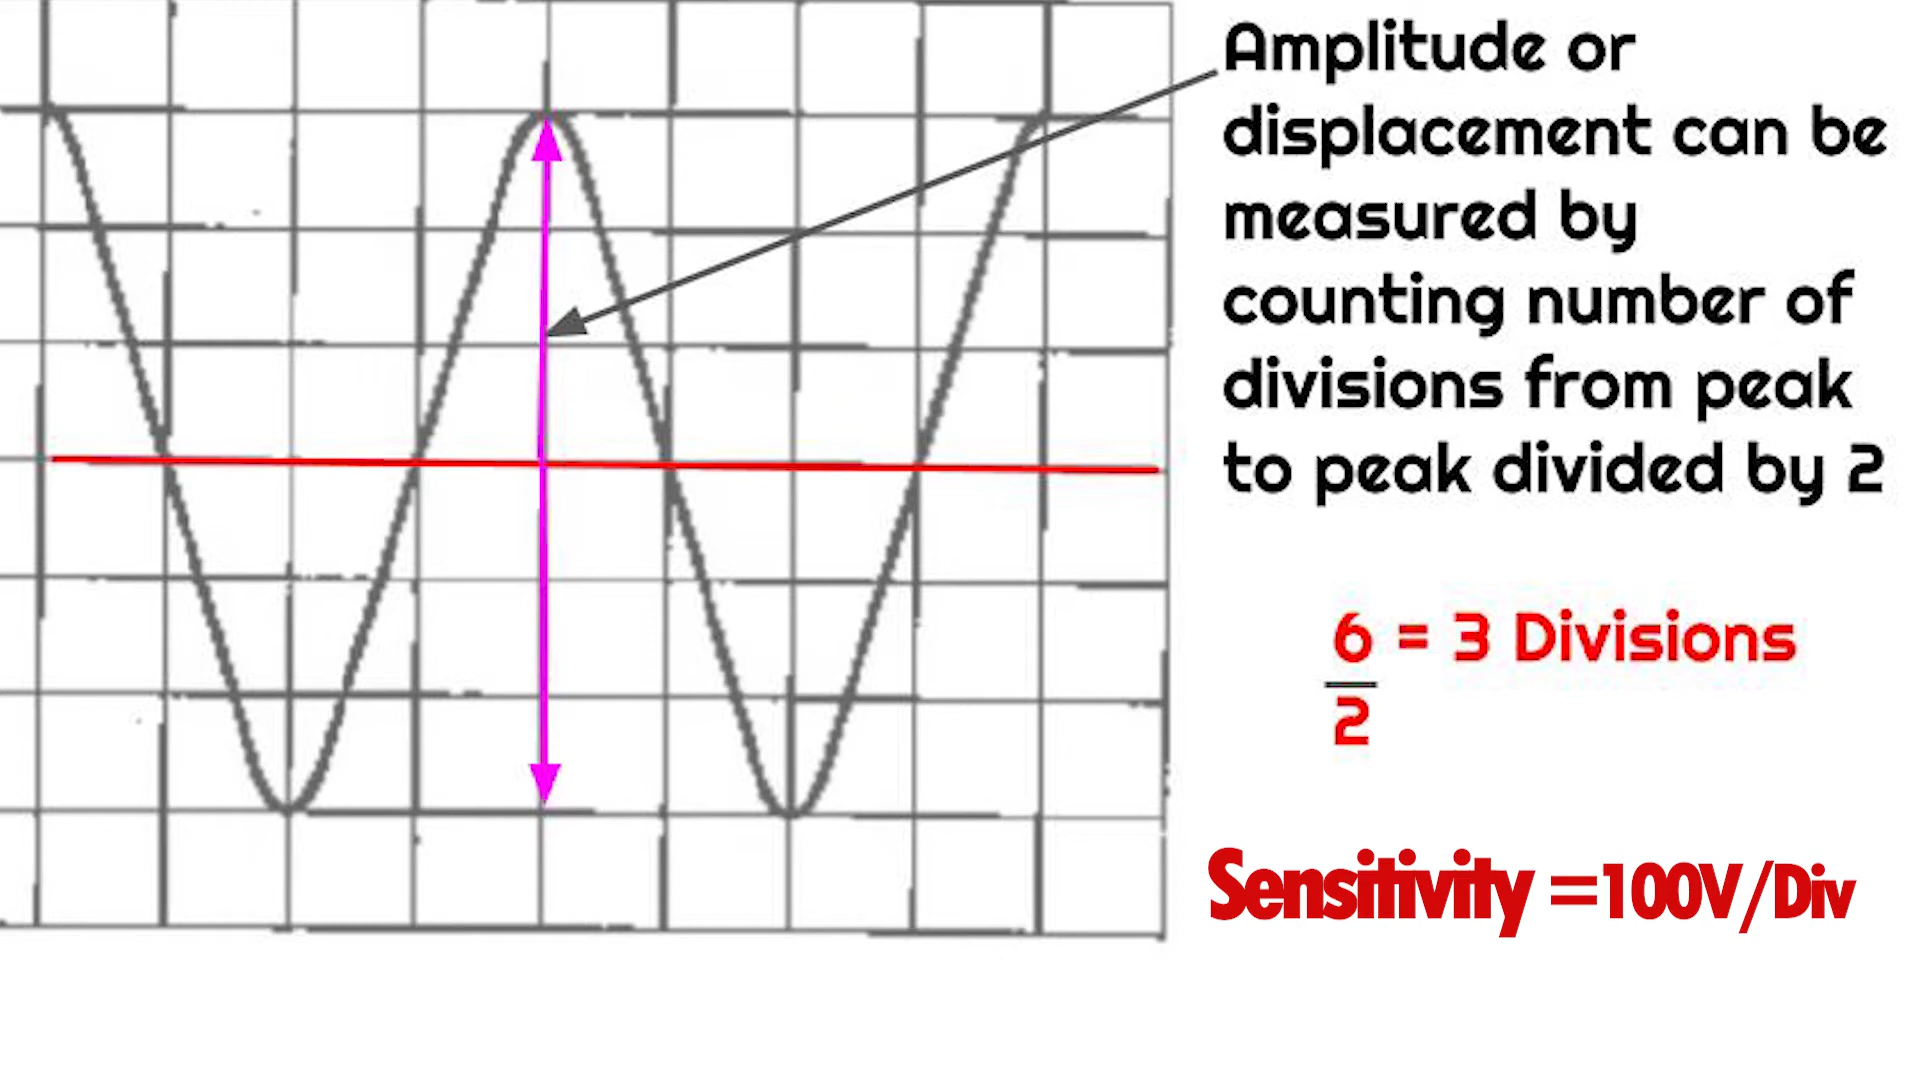 Amplitude or
displacement can be
measured by
counting number of
divisions from peak
to peak divided by 2
6 = 3 Divisions
2
Sensitivity =100V/Div